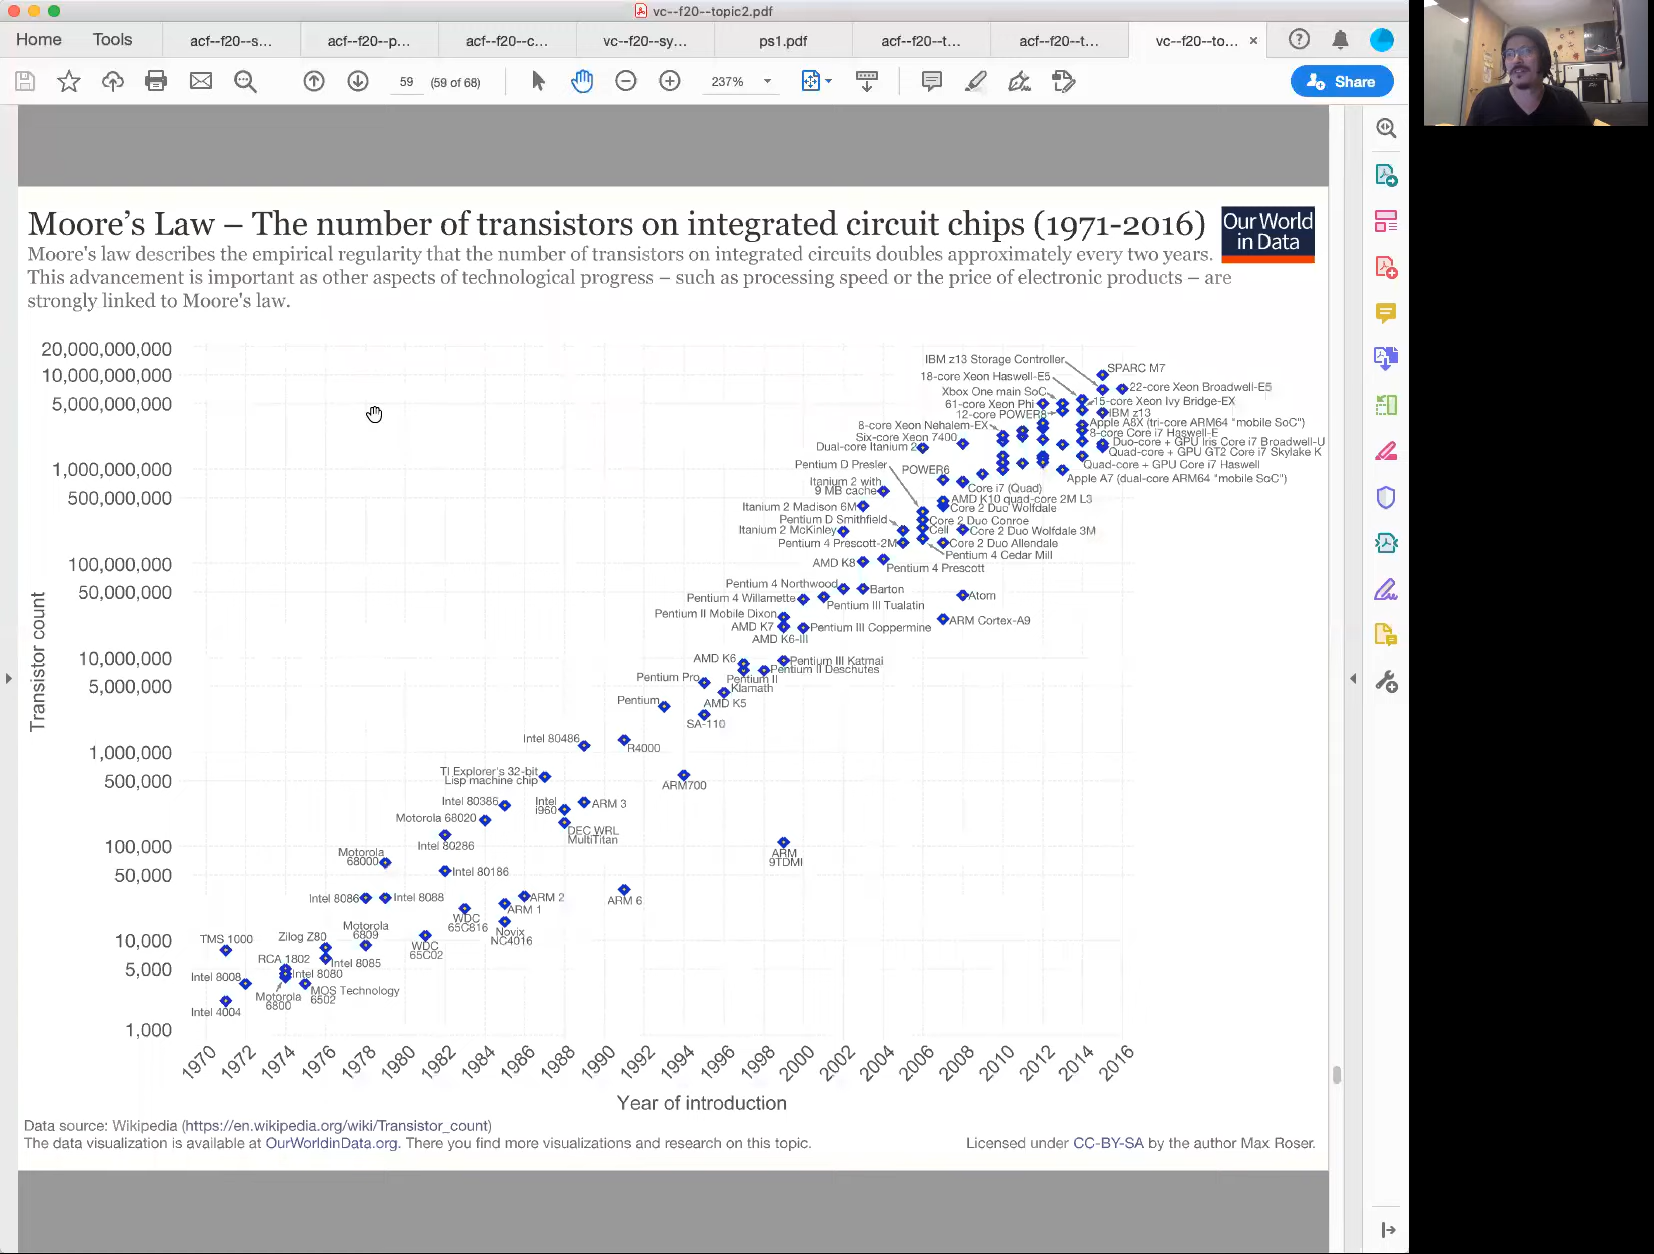 vc--f20--topic2.pdf
Home Tools acf--f20--s... acf--f20--p... acf--f20--c... vc--f20--sy... ps1.pdf acf--f20--t... acf--f20--t... vc--f20--to... ×
59 (59 of 68) 237% Share
Moore's Law – The number of transistors on integrated circuit chips (1971-2016)
Our World
in Data
Moore's law describes the empirical regularity that the number of transistors on integrated circuits doubles approximately every two years.
This advancement is important as other aspects of technological progress – such as processing speed or the price of electronic products – are
strongly linked to Moore's law.
Transistor count
20,000,000,000
10,000,000,000
5,000,000,000
1,000,000,000
500,000,000
100,000,000
50,000,000
10,000,000
5,000,000
1,000,000
500,000
100,000
50,000
10,000
5,000
1,000
IBM z13 Storage Controller
SPARC M7
18-core Xeon Haswell-E5
22-core Xeon Broadwell-E5
Xbox One main SoC
61-core Xeon Phi
15-core Xeon Ivy Bridge-EX
12-core POWER8
IBM z13
8-core Xeon Nehalem-EX
Apple A8X (tri-core ARM64 "mobile SoC")
Six-core Xeon 7400
8-core Core i7 Haswell-E
Dual-core Itanium 2
Duo-core + GPU Iris Core i7 Broadwell-U
Quad-core + GPU GT2 Core i7 Skylake K
Pentium D Presler
POWER6
Quad-core + GPU Core i7 Haswell
Apple A7 (dual-core ARM64 "mobile SoC")
Itanium 2 with
9 MB cache
Core i7 (Quad)
AMD K10 quad-core 2M L3
Itanium 2 Madison 6M
Core 2 Duo Wolfdale
Pentium D Smithfield
Core 2 Duo Conroe
Itanium 2 McKinley
Cell
Core 2 Duo Wolfdale 3M
Pentium 4 Prescott-2M
Core 2 Duo Allendale
Pentium 4 Cedar Mill
AMD K8
Pentium 4 Prescott
Pentium 4 Northwood
Barton
Pentium 4 Willamette
Pentium III Tualatin
Atom
Pentium II Mobile Dixon
ARM Cortex-A9
AMD K7
Pentium III Coppermine
AMD K6-III
AMD K6
Pentium III Katmai
Pentium II Deschutes
Pentium Pro
Pentium II
Klamath
Pentium
AMD K5
SA-110
Intel 80486
R4000
TI Explorer's 32-bit
Lisp machine chip
ARM700
Intel 80386
Intel
i960
ARM 3
Motorola 68020
DEC WRL
MultiTitan
Intel 80286
Motorola
68000
ARM
9TDMI
Intel 80186
Intel 8086
Intel 8088
ARM 2
ARM 6
ARM 1
WDC
65C816
Novix
NC4016
Motorola
6809
TMS 1000
Zilog Z80
WDC
65C02
RCA 1802
Intel 8085
Intel 8008
Intel 8080
Motorola
6800
MOS Technology
6502
Intel 4004
1970 1972 1974 1976 1978 1980 1982 1984 1986 1988 1990 1992 1994 1996 1998 2000 2002 2004 2006 2008 2010 2012 2014 2016
Year of introduction
Data source: Wikipedia (https://en.wikipedia.org/wiki/Transistor_count)
The data visualization is available at OurWorldinData.org. There you find more visualizations and research on this topic.
Licensed under CC-BY-SA by the author Max Roser.